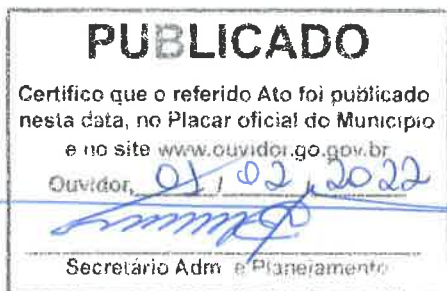 PUBLICADO
Certifico que o referido Ato foi publicado
nesta data, no Placar oficial do Município
e no site www.ouvidor.go.gov.br
Ouvidor, 01 / 02 / 2022
Secretário Adm e Planejamento